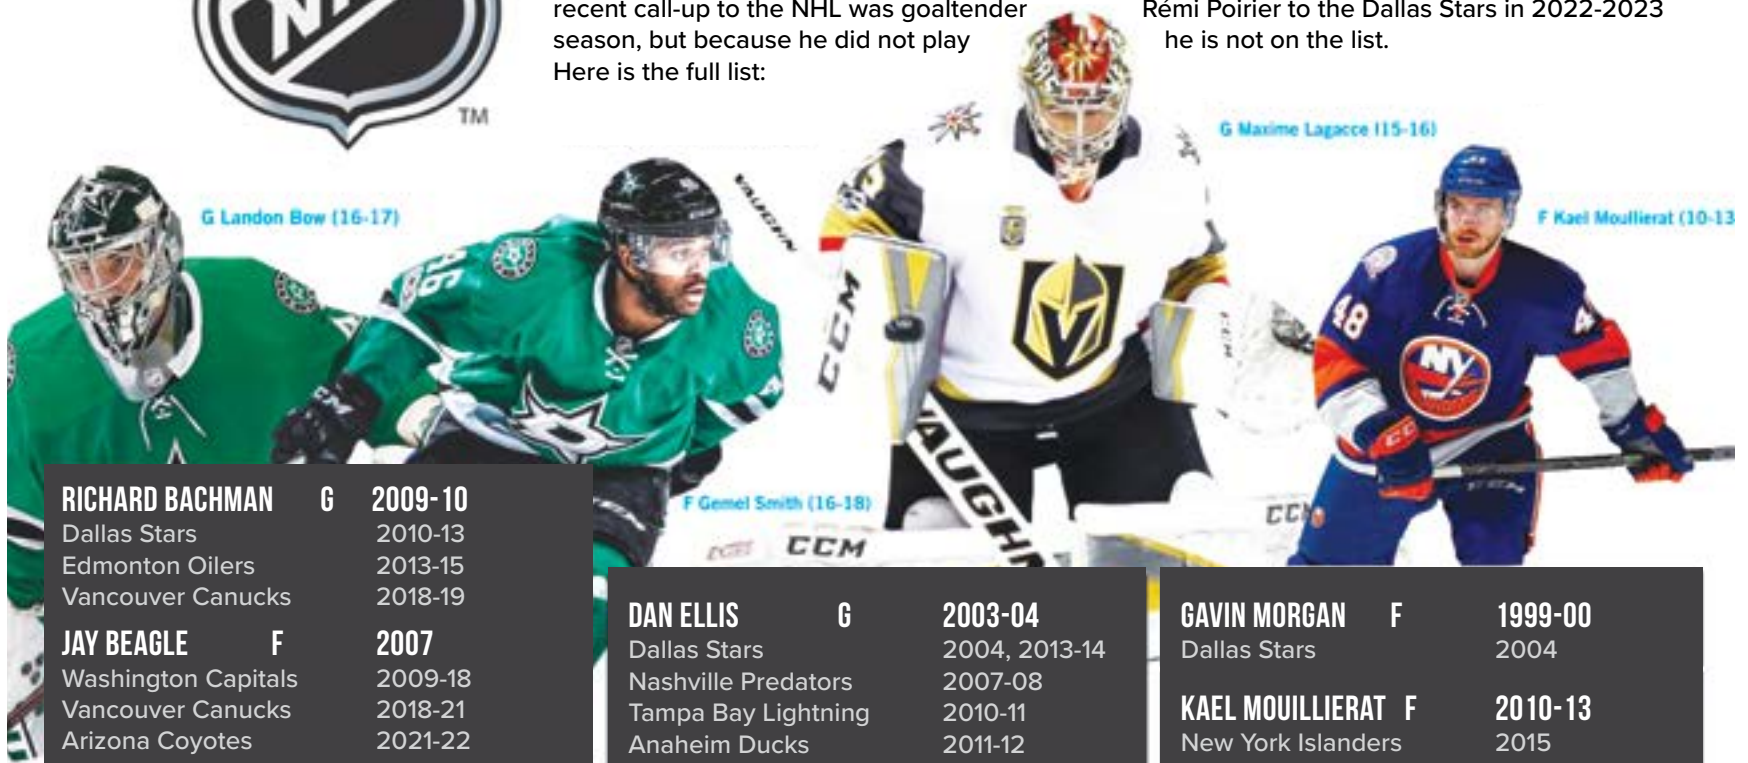 recent call-up to the NHL was goaltender Rémi Poirier to the Dallas Stars in 2022-2023
season, but because he did not play he is not on the list.
Here is the full list:
TM
G Maxime Lagacce (15-16)
G Landon Bow (16-17)
F Kael Moullierat (10-13
VAUGHN
CCM
48
NY
VAUGHN
F Gemel Smith (16-18)
CCM
RICHARD BACHMAN G 2009-10
Dallas Stars 2010-13
Edmonton Oilers 2013-15
Vancouver Canucks 2018-19
JAY BEAGLE F 2007
Washington Capitals 2009-18
Vancouver Canucks 2018-21
Arizona Coyotes 2021-22
DAN ELLIS G 2003-04
Dallas Stars 2004, 2013-14
Nashville Predators 2007-08
Tampa Bay Lightning 2010-11
Anaheim Ducks 2011-12
GAVIN MORGAN F 1999-00
Dallas Stars 2004
KAEL MOUILLIERAT F 2010-13
New York Islanders 2015